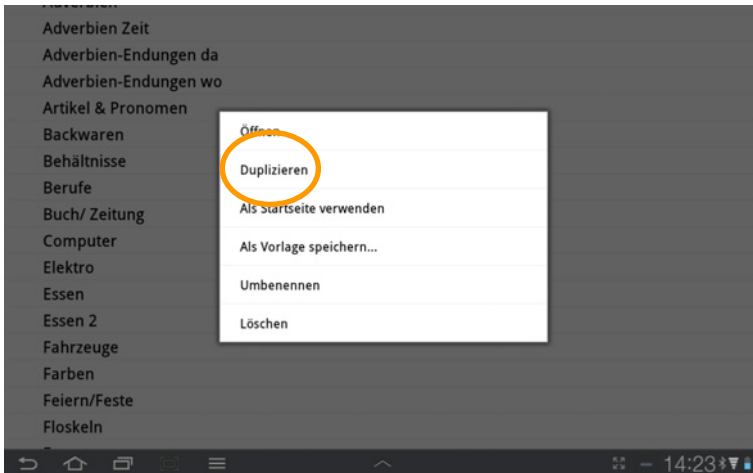 Adverbien
Adverbien Zeit
Adverbien-Endungen da
Adverbien-Endungen wo
Artikel & Pronomen
Backwaren
Behältnisse
Berufe
Buch/ Zeitung
Computer
Elektro
Essen
Essen 2
Fahrzeuge
Farben
Feiern/Feste
Floskeln
Öffnen
Duplizieren
Als Startseite verwenden
Als Vorlage speichern...
Umbenennen
Löschen
14:23